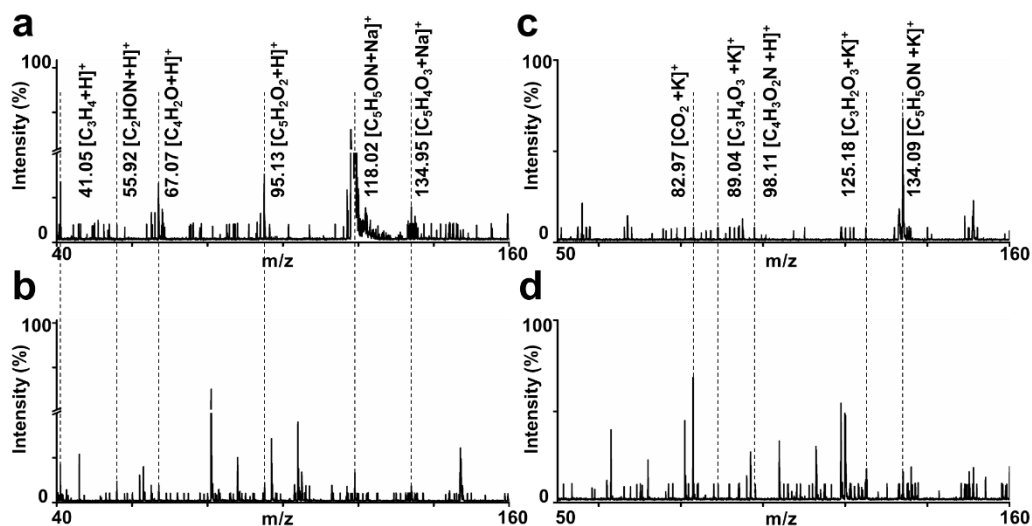 a
100
Intensity (%)
0
40
m/z
160
41.05 [C₃H₄+H]⁺
55.92 [C₂HON+H]⁺
67.07 [C₄H₂O+H]⁺
95.13 [C₅H₂O₂+H]⁺
118.02 [C₅H₅ON+Na]⁺
134.95 [C₅H₄O₃+Na]⁺
c
100
Intensity (%)
0
50
m/z
160
82.97 [CO₂ +K]⁺
89.04 [C₃H₄O₃ +K]⁺
98.11 [C₄H₃O₂N +H]⁺
125.18 [C₃H₂O₃+K]⁺
134.09 [C₅H₅ON +K]⁺
b
100
Intensity (%)
0
40
m/z
160
d
100
Intensity (%)
0
50
m/z
160